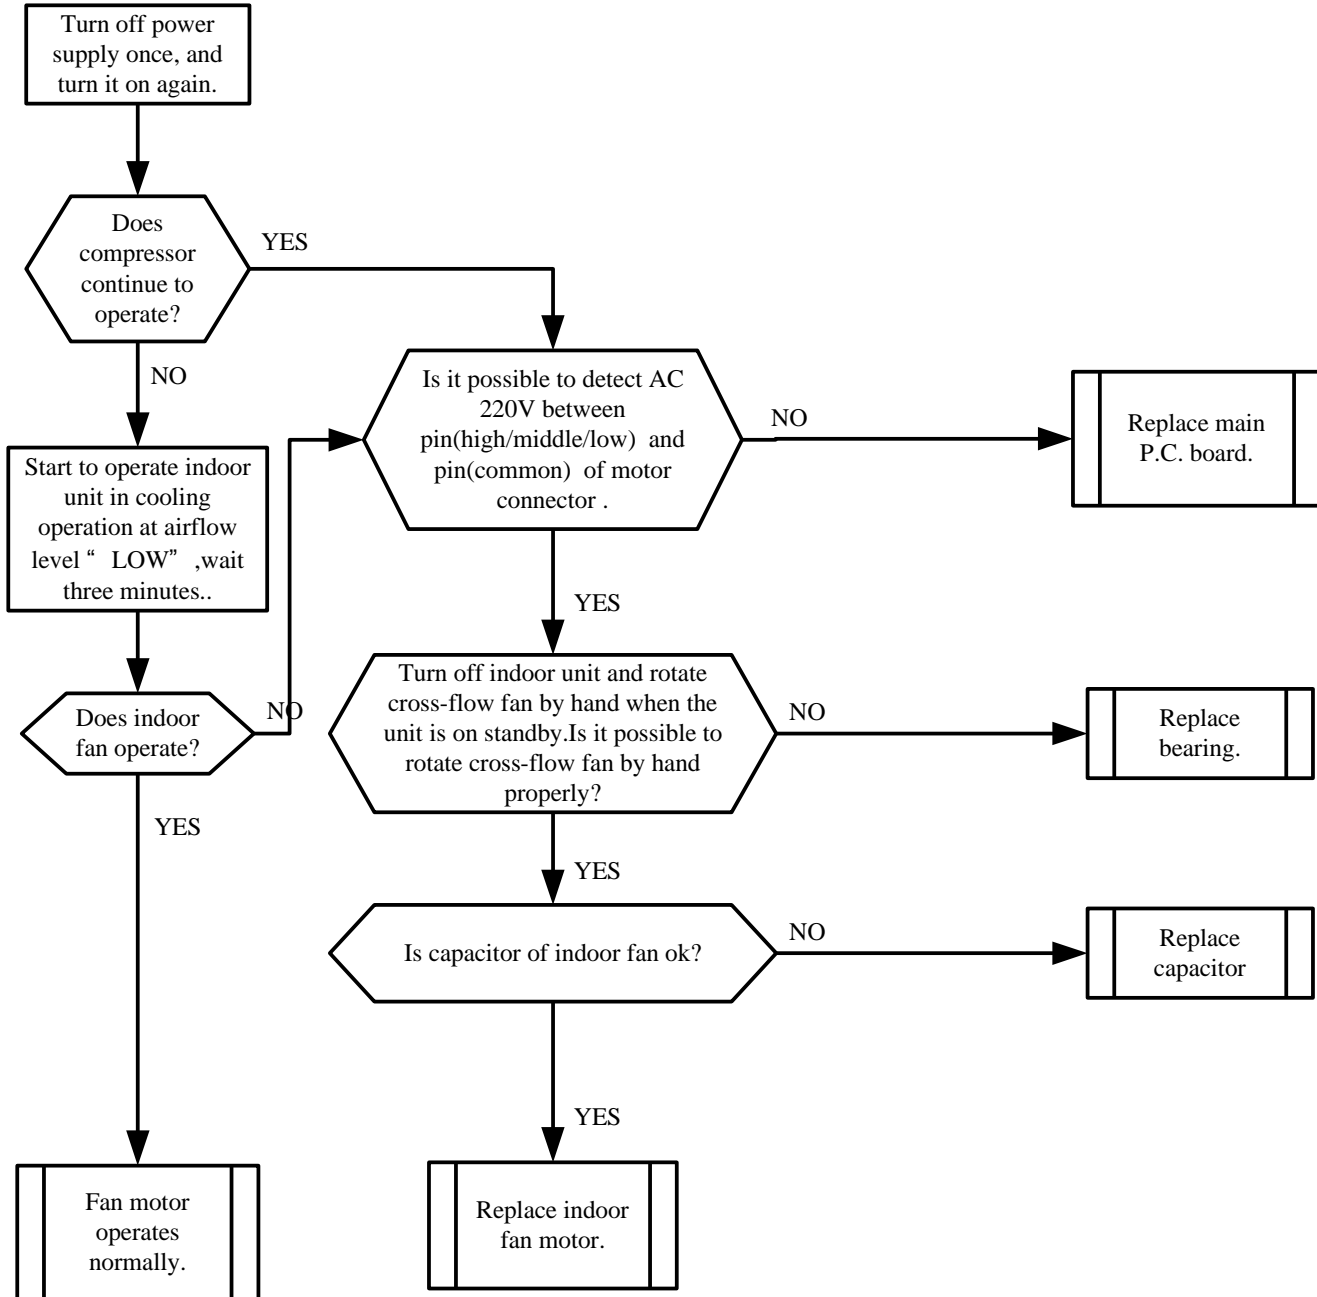 Turn off power
supply once, and
turn it on again.
Does
compressor
continue to
operate?
YES
NO
Start to operate indoor
unit in cooling
operation at airflow
level“ LOW” ,wait
three minutes..
Does indoor
fan operate?
NO
YES
Fan motor
operates
normally.
Is it possible to detect AC
220V between
pin(high/middle/low) and
pin(common) of motor
connector .
NO
Replace main
P.C. board.
YES
Turn off indoor unit and rotate
cross-flow fan by hand when the
unit is on standby.Is it possible to
rotate cross-flow fan by hand
properly?
NO
Replace
bearing.
YES
Is capacitor of indoor fan ok?
NO
Replace
capacitor
YES
Replace indoor
fan motor.